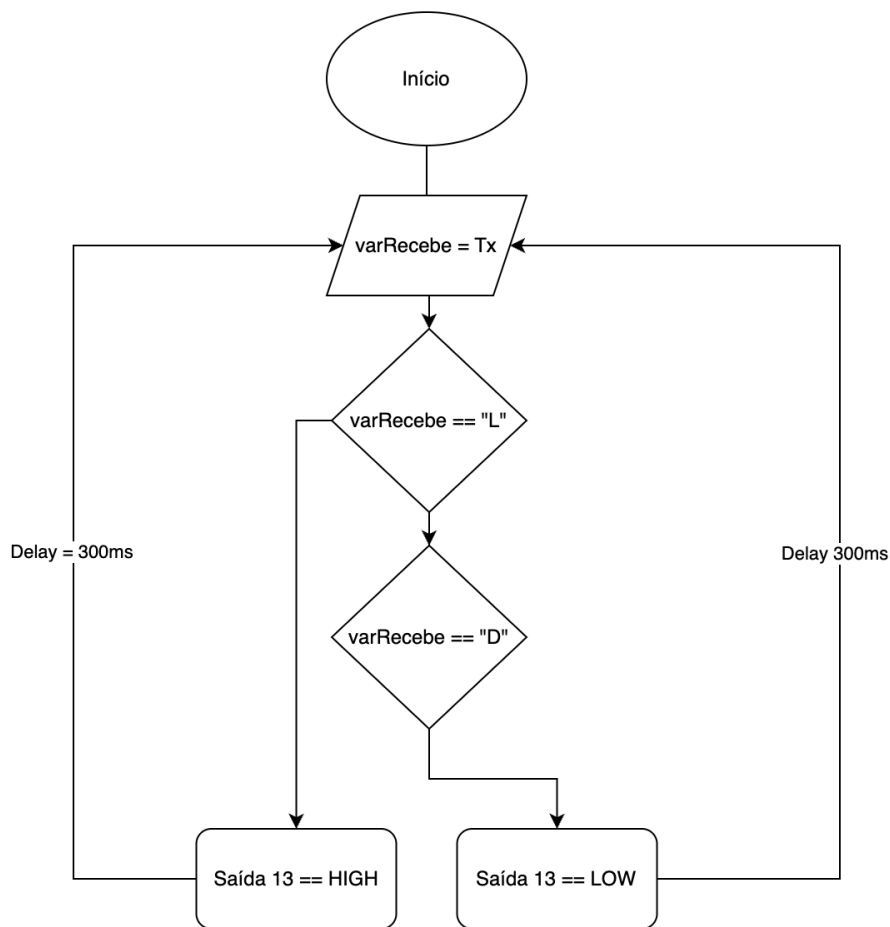 Início
varRecebe = Tx
varRecebe == "L"
Delay = 300ms
Delay 300ms
varRecebe == "D"
Saída 13 == HIGH
Saída 13 == LOW